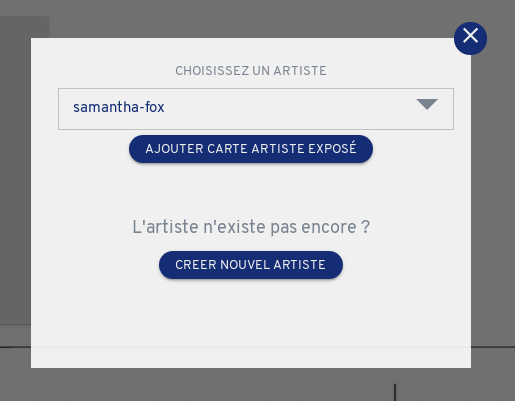 CHOISISSEZ UN ARTISTE
samantha-fox
AJOUTER CARTE ARTISTE EXPOSÉ
L'artiste n'existe pas encore ?
CREER NOUVEL ARTISTE